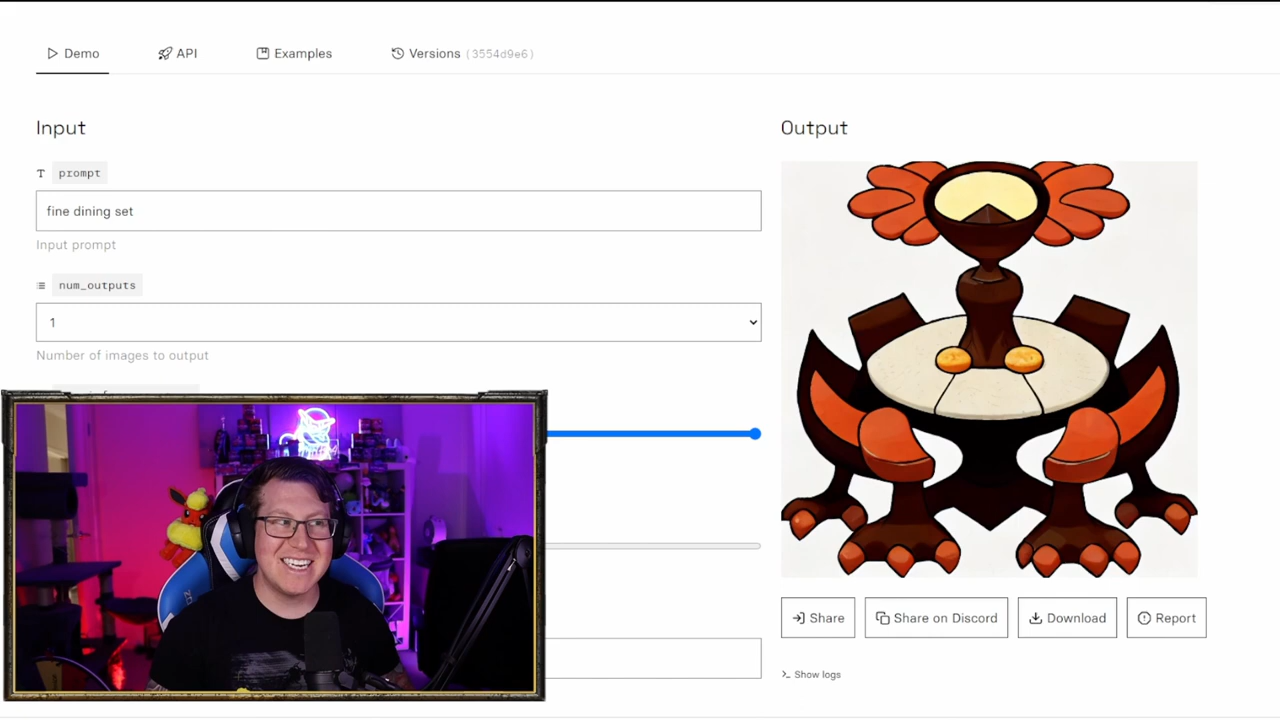 Demo
API
Examples
Versions (3554d9e6)
Input
Output
T prompt
fine dining set
Input prompt
num_outputs
1
Number of images to output
Share
Share on Discord
Download
Report
Show logs